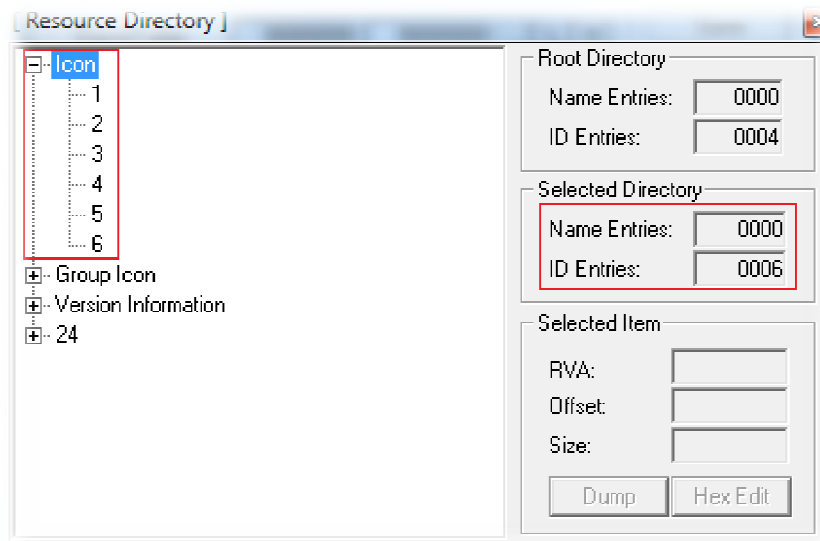 [ Resource Directory ]
Icon
1
2
3
4
5
6
Group Icon
Version Information
24
Root Directory
Name Entries: 0000
ID Entries: 0004
Selected Directory
Name Entries: 0000
ID Entries: 0006
Selected Item
RVA:
Offset:
Size:
Dump Hex Edit